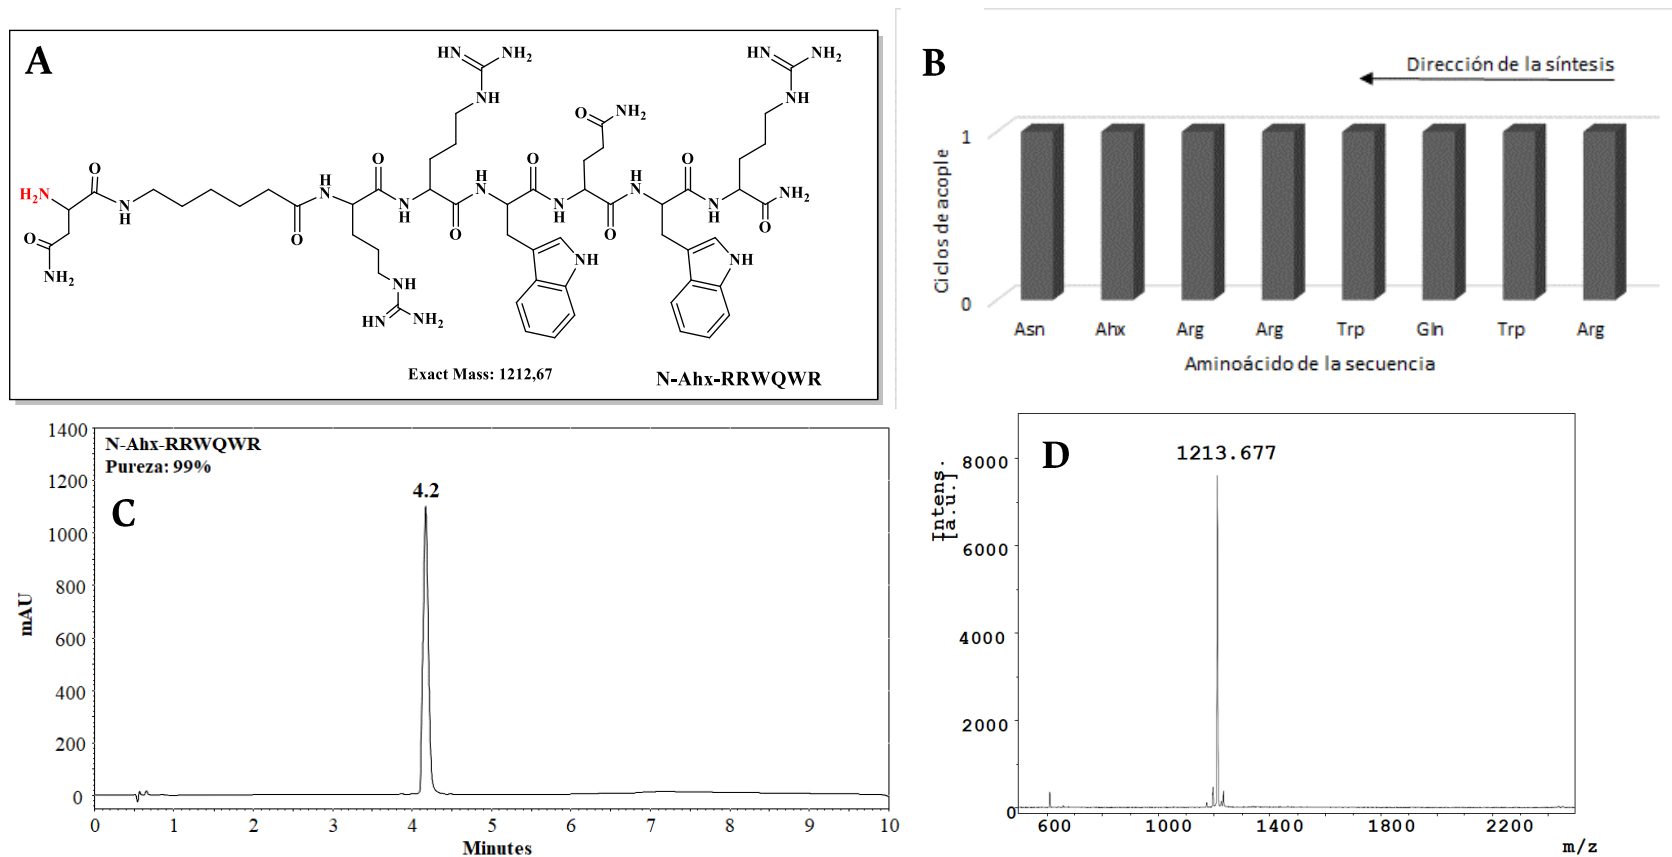 A
HN
NH2
NH
HN
NH2
NH
O
NH2
H2N
O
N
H
O
NH2
O
H
N
O
N
H
O
H
N
O
N
H
O
H
N
O
N
H
O
NH2
NH
HN
NH2
NH
NH
Exact Mass: 1212,67
N-Ahx-RRWQWR
B
Dirección de la síntesis
Ciclos de acople
1
0
Asn Ahx Arg Arg Trp Gln Trp Arg
Aminoácido de la secuencia
N-Ahx-RRWQWR
Pureza: 99%
C
4.2
mAU
1400
1200
1000
800
600
400
200
0
0 1 2 3 4 5 6 7 8 9 10
Minutes
D
1213.677
Intens.
[a.u.]
8000
6000
4000
2000
0
600 1000 1400 1800 2200
m/z